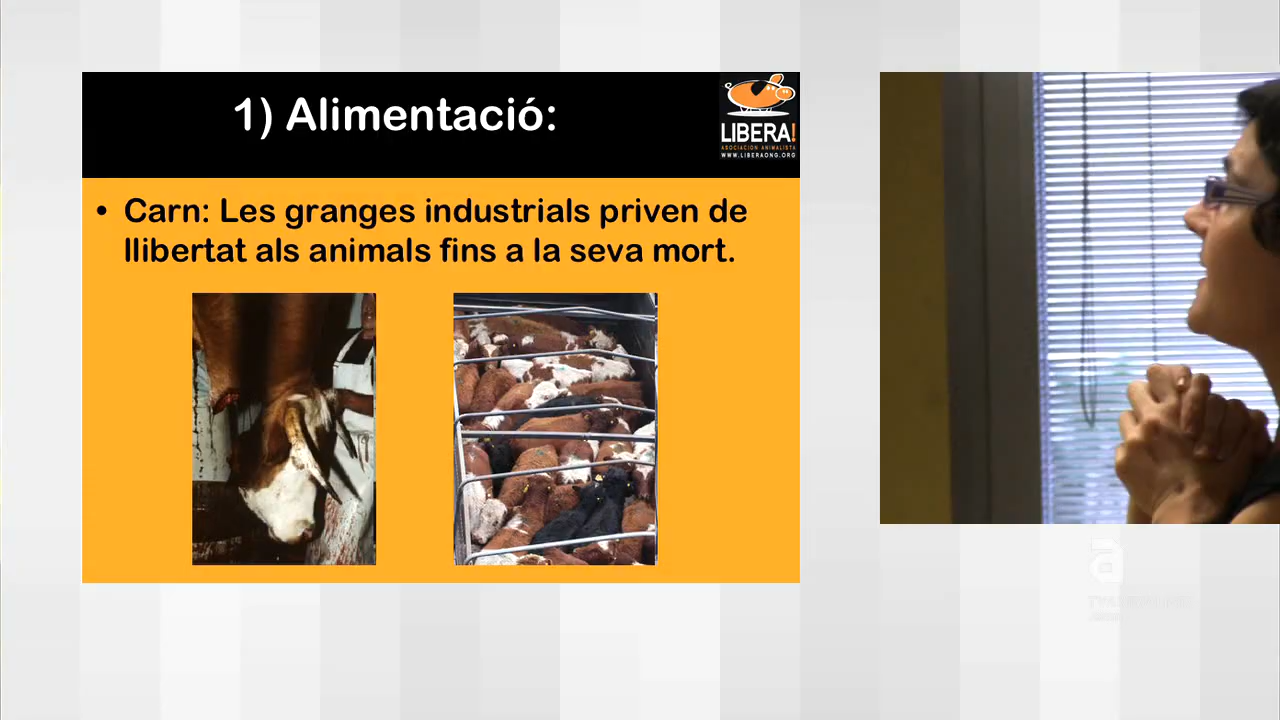 1) Alimentació:
LIBERA!
ASOCIACION ANIMALISTA
WWW.LIBERAONG.ORG
• Carn: Les granges industrials priven de
llibertat als animals fins a la seva mort.
a